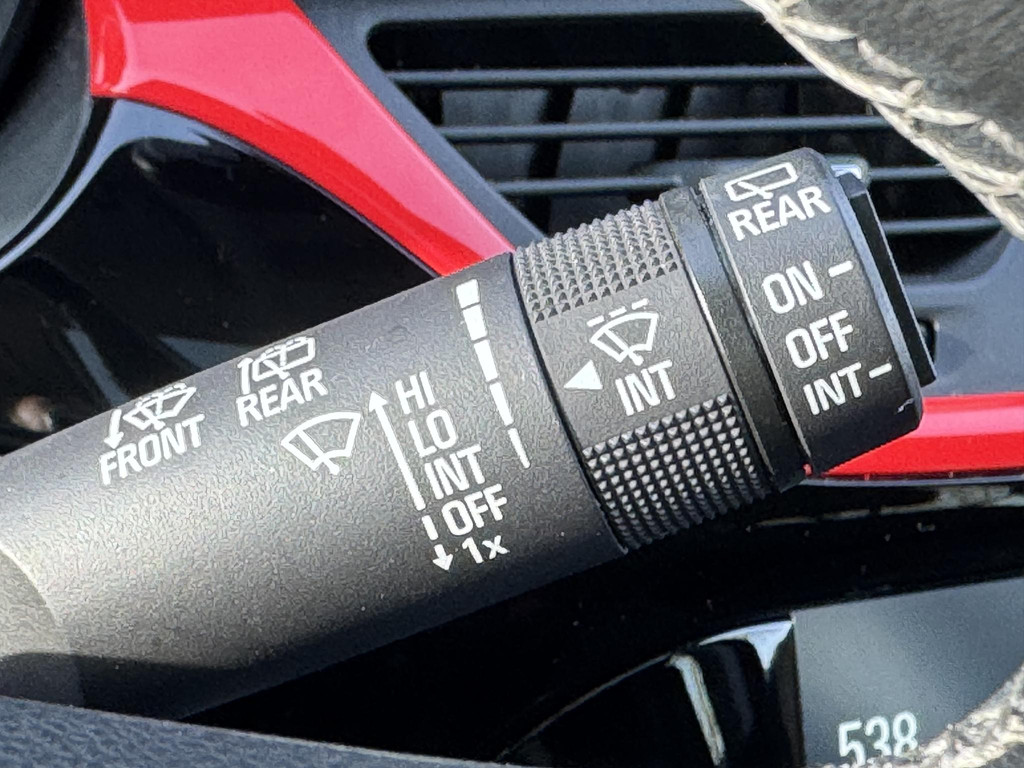 FRONT
REAR
HI
LO
INT
OFF
1x
INT
REAR
ON
OFF
INT
538